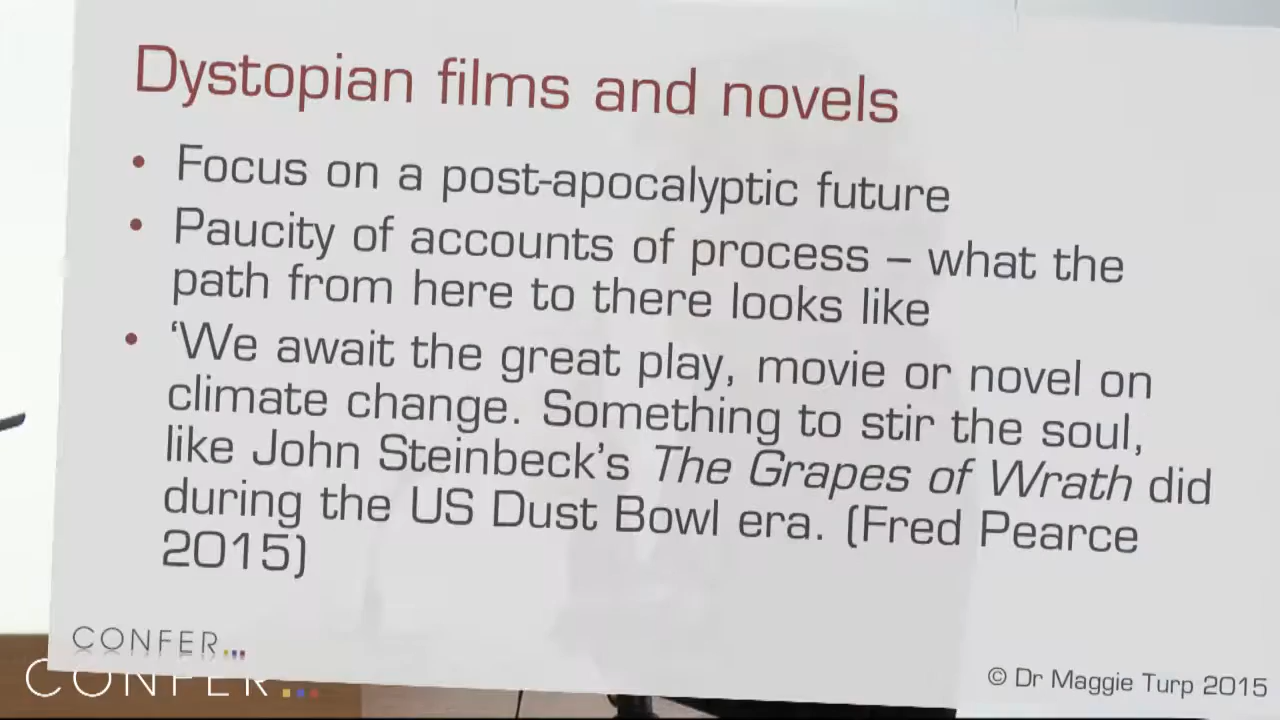 Dystopian films and novels
• Focus on a post-apocalyptic future
• Paucity of accounts of process – what the
path from here to there looks like
• ‘We await the great play, movie or novel on
climate change. Something to stir the soul,
like John Steinbeck’s The Grapes of Wrath did
during the US Dust Bowl era. (Fred Pearce
2015)
CONFER...
CONFER...
© Dr Maggie Turp 2015